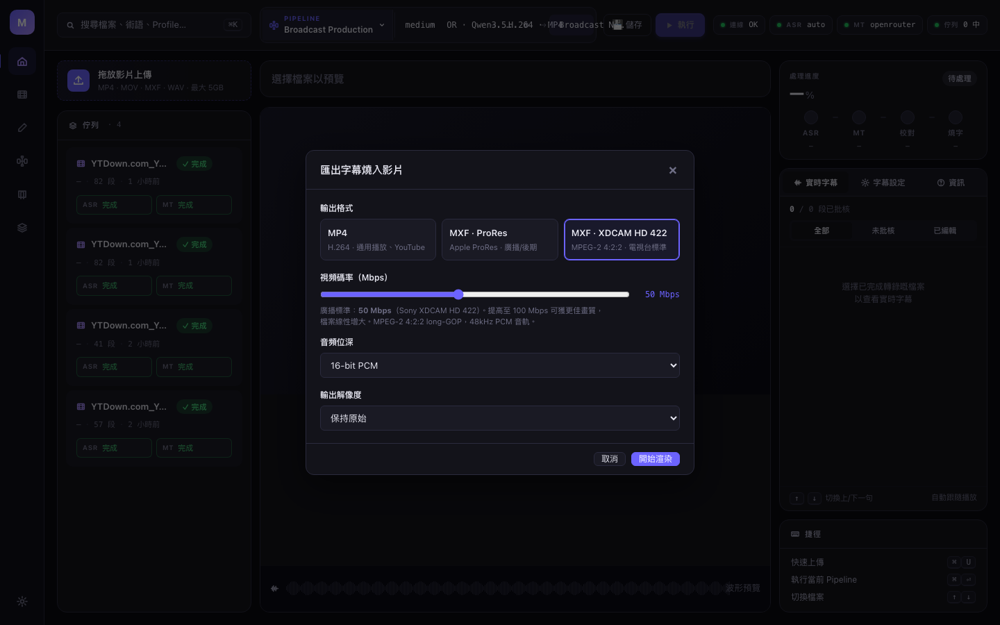 M
搜尋檔案、術語、Profile...
⌘K
PIPELINE
Broadcast Production
medium
OR · Qwen3.5
H.264
MP4
Broadcast N
儲存
執行
連線 OK
ASR auto
MT openrouter
佇列 0 中
拖放影片上傳
MP4 · MOV · MXF · WAV · 最大 5GB
佇列 · 4
YTDown.com_Y...
✓ 完成
— · 82 段 · 1 小時前
ASR 完成
MT 完成
YTDown.com_Y...
✓ 完成
— · 82 段 · 1 小時前
ASR 完成
MT 完成
YTDown.com_Y...
✓ 完成
— · 41 段 · 2 小時前
ASR 完成
MT 完成
YTDown.com_Y...
✓ 完成
— · 57 段 · 2 小時前
ASR 完成
MT 完成
選擇檔案以預覽
匯出字幕燒入影片
輸出格式
MP4
H.264 · 通用播放、YouTube
MXF · ProRes
Apple ProRes · 廣播/後期
MXF · XDCAM HD 422
MPEG-2 4:2:2 · 電視台標準
視頻碼率 (Mbps)
50 Mbps
廣播標準：50 Mbps（Sony XDCAM HD 422）。提高至 100 Mbps 可獲更佳畫質，
檔案線性增大。MPEG-2 4:2:2 long-GOP，48kHz PCM 音軌。
音頻位深
16-bit PCM
輸出解像度
保持原始
取消
開始渲染
波形預覽
處理進度
待處理
—%
ASR
MT
校對
燒字
–
–
–
–
實時字幕
字幕設定
資訊
0 / 0 段已批核
全部
未批核
已編輯
選擇已完成轉錄嘅檔案
以查看實時字幕
↑ ↓ 切換上/下一句
自動跟隨播放
捷徑
快速上傳
⌘ U
執行當前 Pipeline
⌘ ⏎
切換檔案
↑ ↓